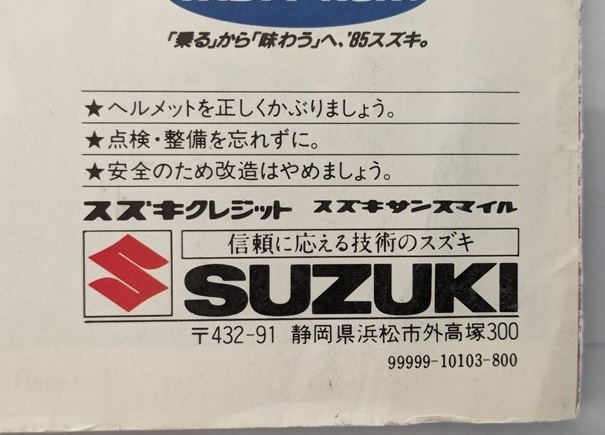 「乗る」から「味わう」へ、'85スズキ。
★ヘルメットを正しくかぶりましょう。
★点検・整備を忘れずに。
★安全のため改造はやめましょう。
スズキクレジット スズキサンスマイル
信頼に応える技術のスズキ
SUZUKI
〒432-91 静岡県浜松市外高塚300
99999-10103-800